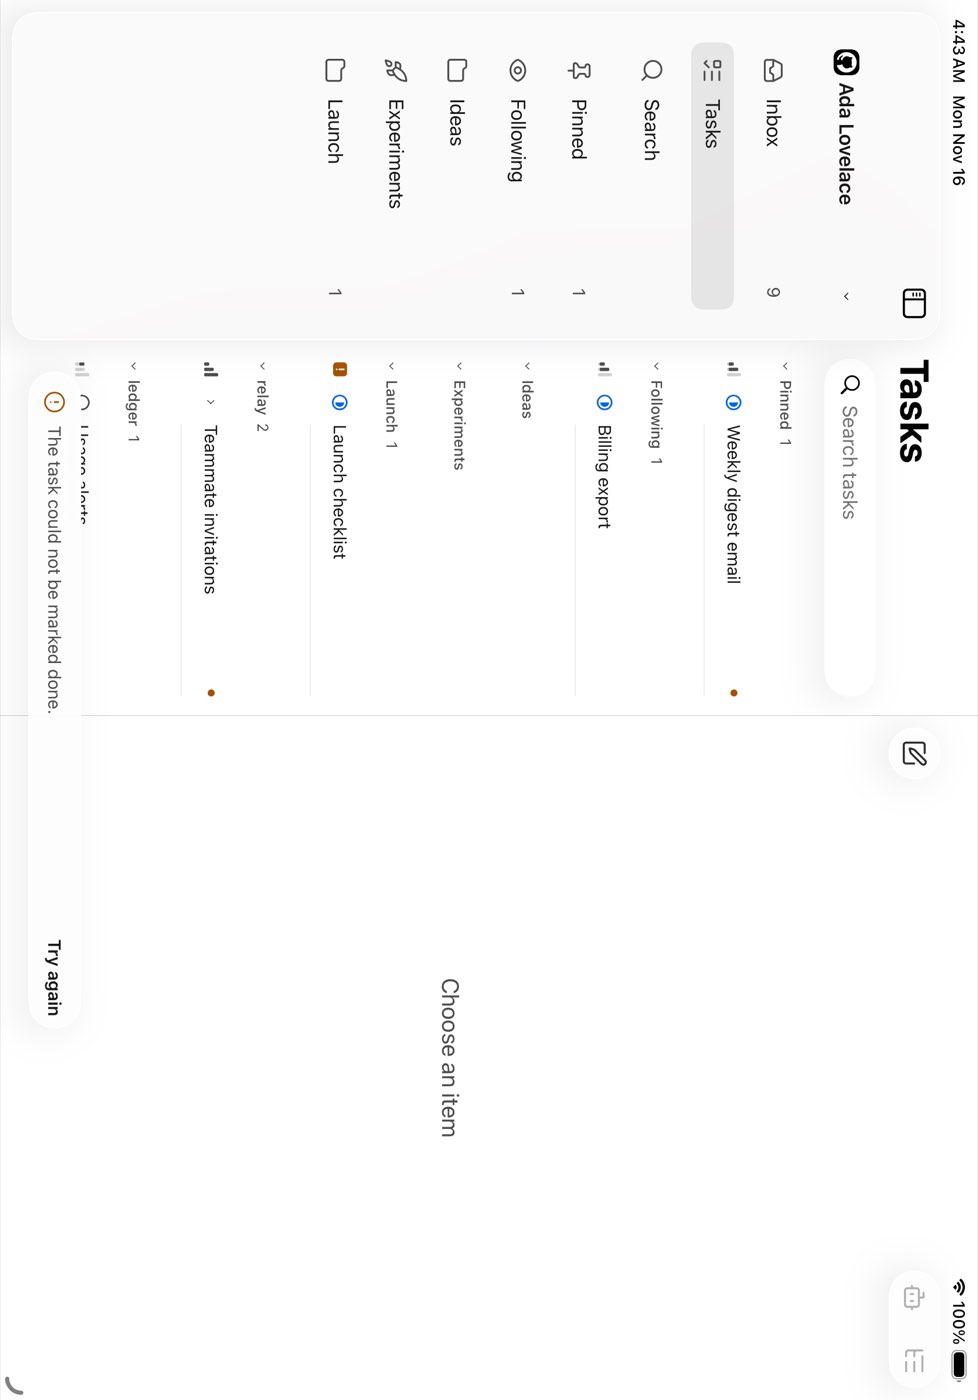 4:43 AM Mon Nov 16
100%
Ada Lovelace
Inbox 9
Tasks
Search
Pinned 1
Following 1
Ideas
Experiments
Launch 1
Tasks
Search tasks
Pinned 1
Weekly digest email
Following 1
Billing export
Ideas
Experiments
Launch 1
Launch checklist
relay 2
Teammate invitations
ledger 1
Usage alerts
The task could not be marked done.
Try again
Choose an item